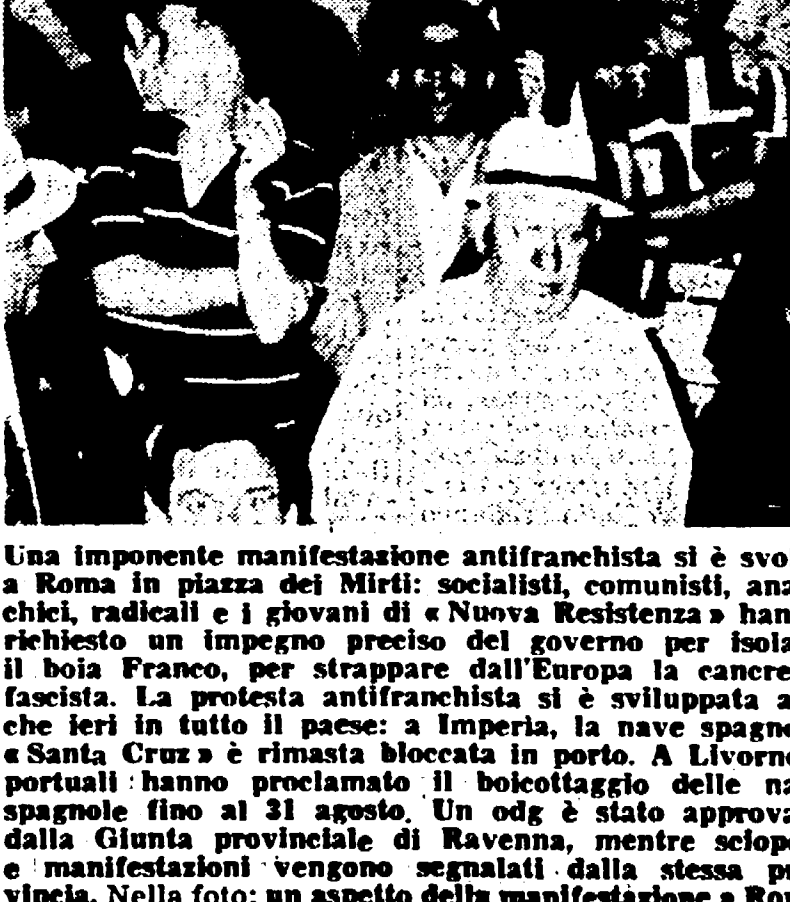 Una imponente manifestazione antifranchista si è svo
a Roma in piazza dei Mirti: socialisti, comunisti, ana
chici, radicali e i giovani di « Nuova Resistenza » han
richiesto un impegno preciso del governo per isola
il boia Franco, per strappare dall'Europa la cancre
fascista. La protesta antifranchista si è sviluppata a
che ieri in tutto il paese: a Imperia, la nave spagno
« Santa Cruz » è rimasta bloccata in porto. A Livorno
portuali hanno proclamato il boicottaggio delle na
spagnole fino al 31 agosto. Un odg è stato approva
dalla Giunta provinciale di Ravenna, mentre sciope
e manifestazioni vengono segnalati dalla stessa pr
vincia. Nella foto: un aspetto della manifestazione a Rom